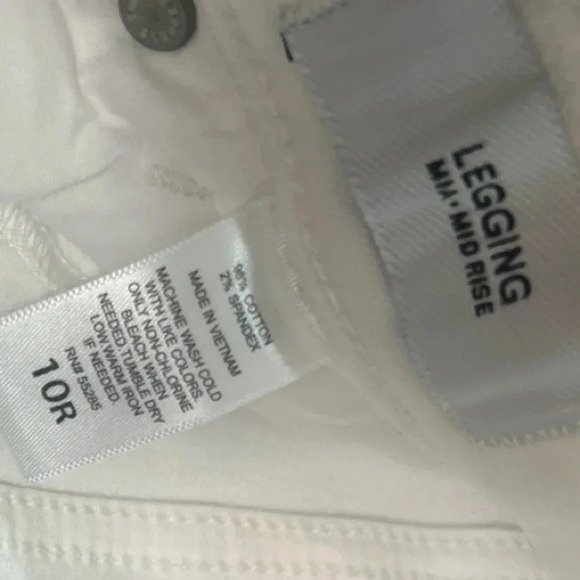 LEGGING
MIA • MID RISE
98% COTTON
2% SPANDEX
MADE IN VIETNAM
MACHINE WASH COLD
WITH LIKE COLORS.
ONLY NON-CHLORINE
BLEACH WHEN
NEEDED.TUMBLE DRY
LOW.WARM IRON
IF NEEDED.
RN# 55285
10R